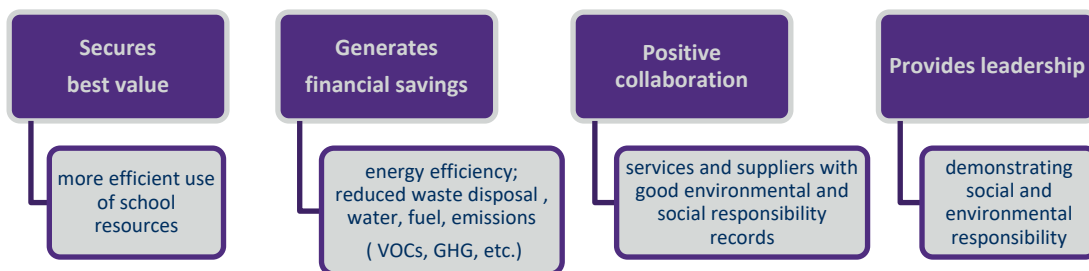 Secures
best value
more efficient use
of school
resources
Generates
financial savings
energy efficiency;
reduced waste disposal ,
water, fuel, emissions
( VOCs, GHG, etc.)
Positive
collaboration
services and suppliers with
good environmental and
social responsibility
records
Provides leadership
demonstrating
social and
environmental
responsibility